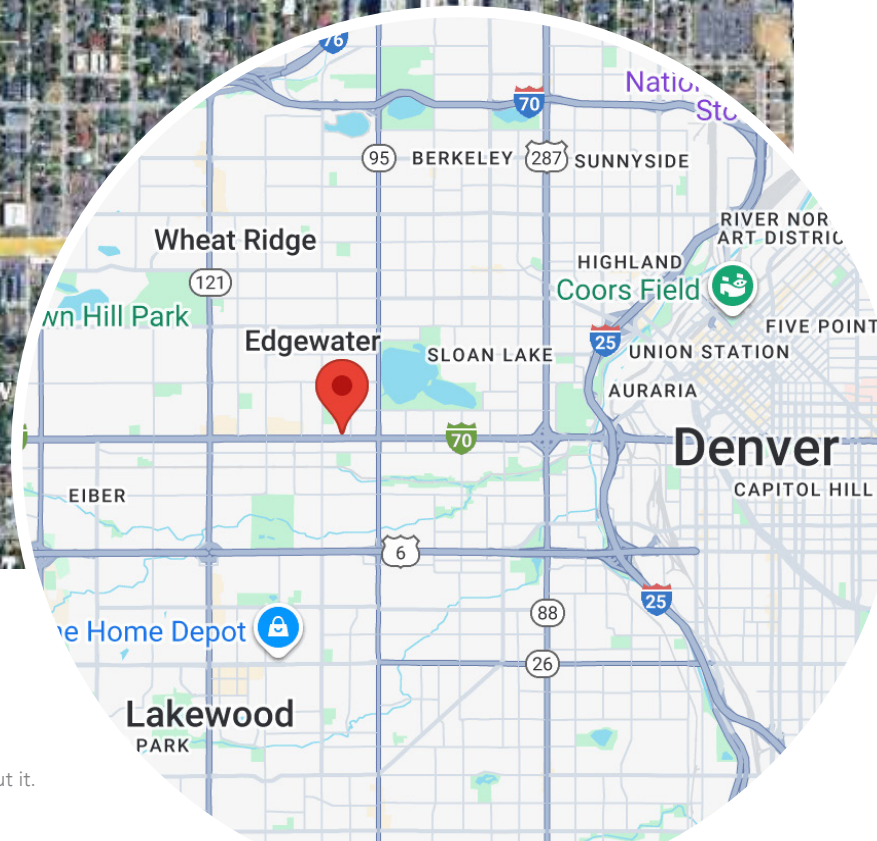 76
70
Natio
Sto
95
BERKELEY
287
SUNNYSIDE
RIVER NOR
ART DISTRIC
Wheat Ridge
HIGHLAND
121
Coors Field
wn Hill Park
FIVE POINT
Edgewater
25
SLOAN LAKE
UNION STATION
AURARIA
70
Denver
EIBER
CAPITOL HILL
6
25
88
e Home Depot
26
Lakewood
PARK
ut it.